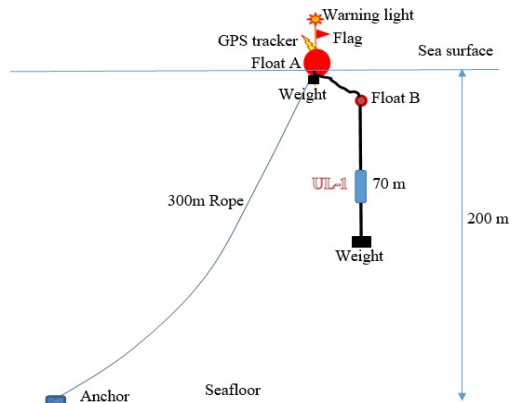 Warning light
GPS tracker
Flag
Sea surface
Float A
Weight
Float B
UL-1
70 m
300m Rope
200 m
Weight
Anchor
Seafloor